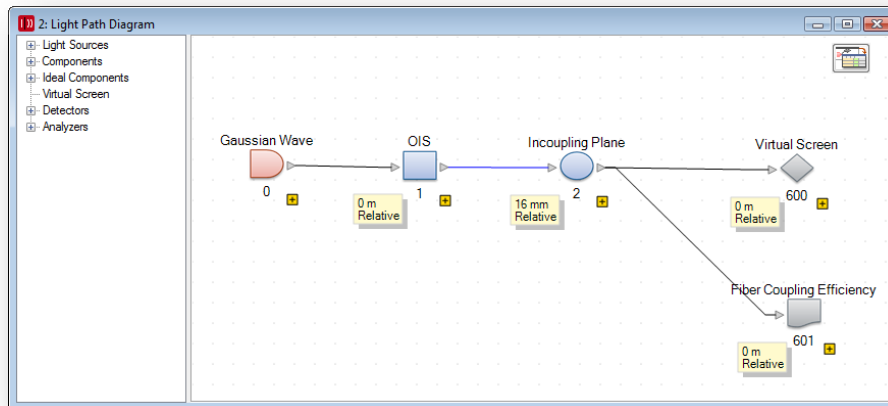 2: Light Path Diagram
Light Sources
Components
Ideal Components
Virtual Screen
Detectors
Analyzers
Gaussian Wave
0
OIS
1
0 m
Relative
Incoupling Plane
2
16 mm
Relative
Virtual Screen
600
0 m
Relative
Fiber Coupling Efficiency
601
0 m
Relative